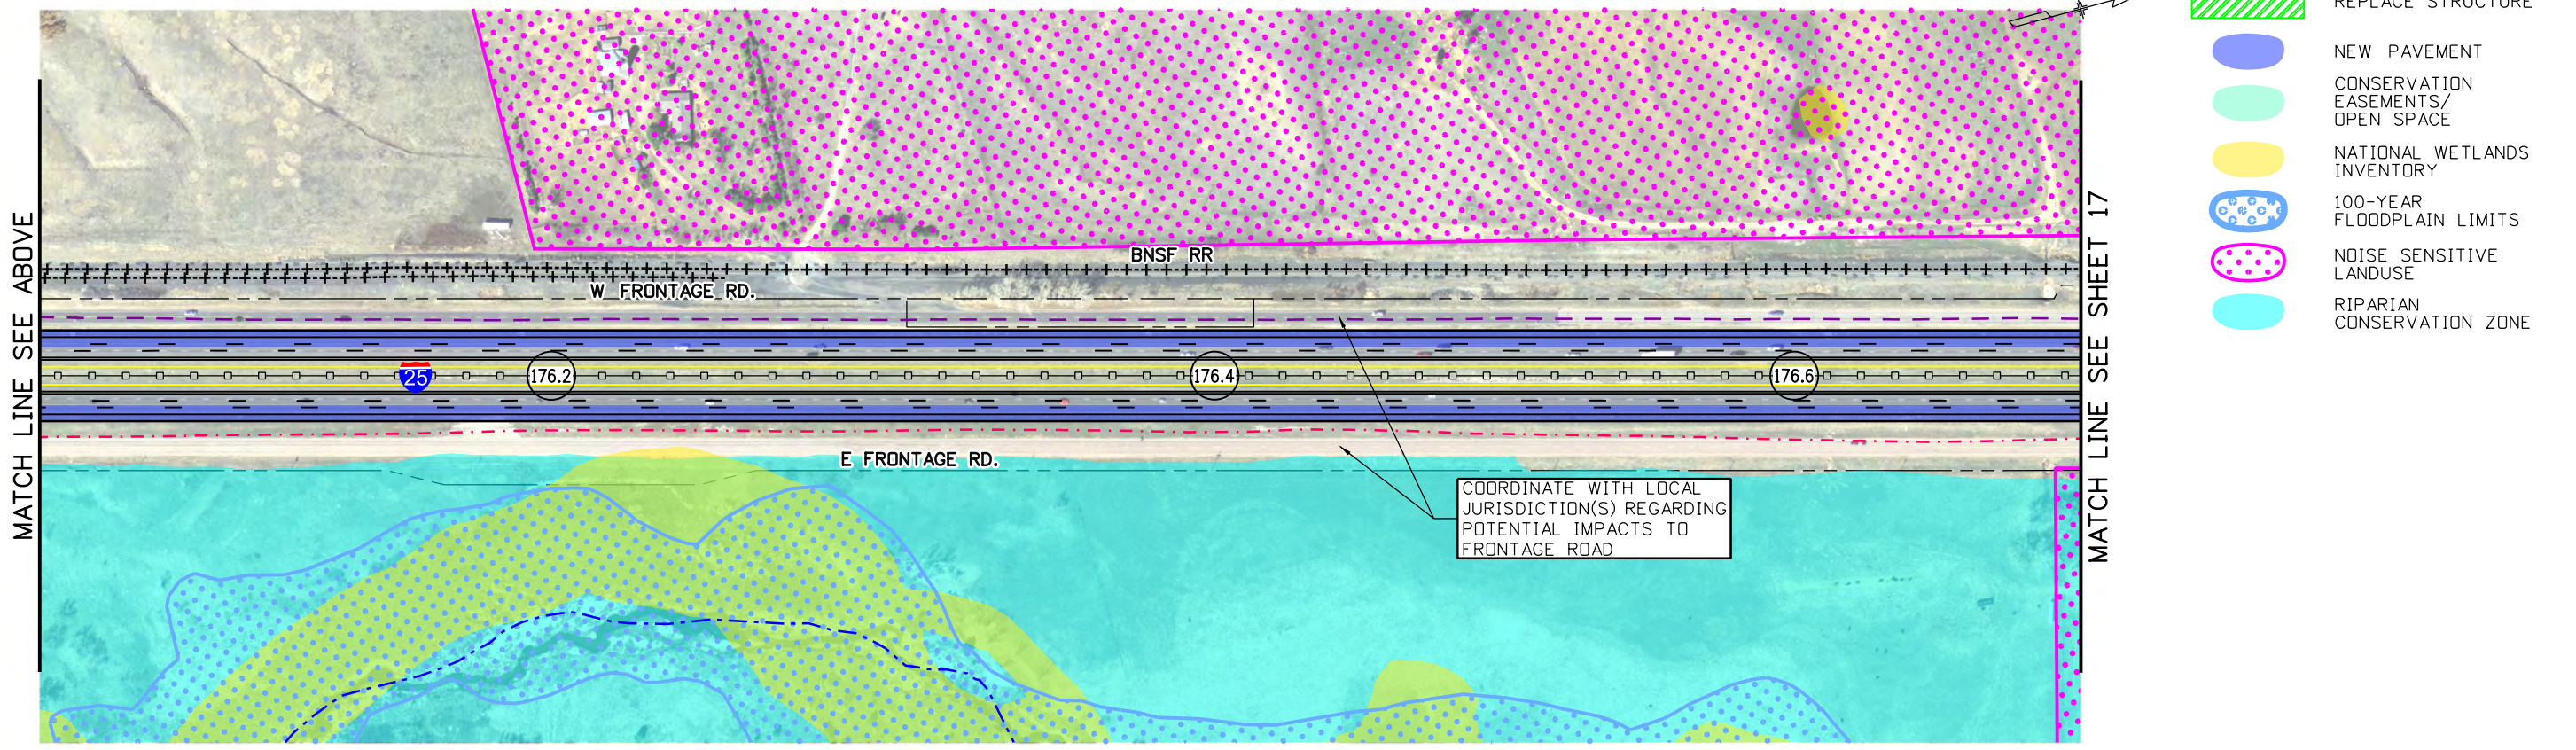 MATCH LINE SEE ABOVE
BNSF RR
W FRONTAGE RD.
25
176.2
176.4
176.6
E FRONTAGE RD.
COORDINATE WITH LOCAL
JURISDICTION(S) REGARDING
POTENTIAL IMPACTS TO
FRONTAGE ROAD
MATCH LINE SEE SHEET 17
REPLACE STRUCTURE
NEW PAVEMENT
CONSERVATION
EASEMENTS/
OPEN SPACE
NATIONAL WETLANDS
INVENTORY
100-YEAR
FLOODPLAIN LIMITS
NOISE SENSITIVE
LANDUSE
RIPARIAN
CONSERVATION ZONE